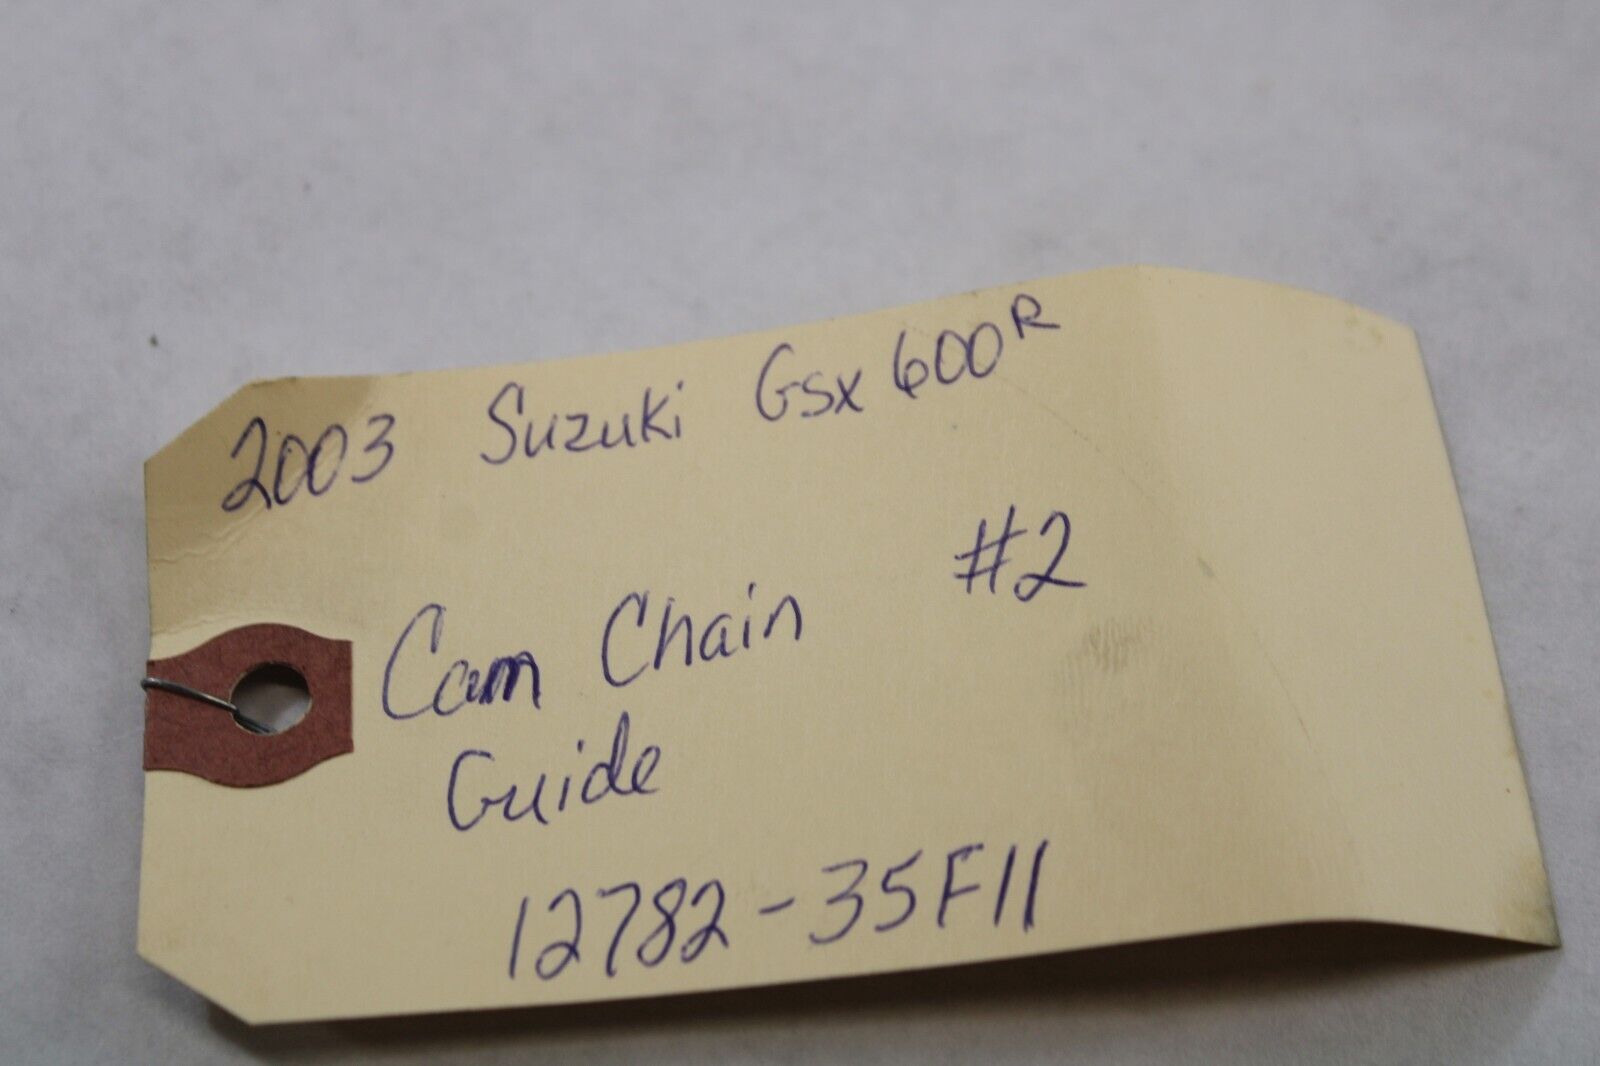 2003 Suzuki Gsx 600R
#2
Cam Chain
Guide
12782-35F11